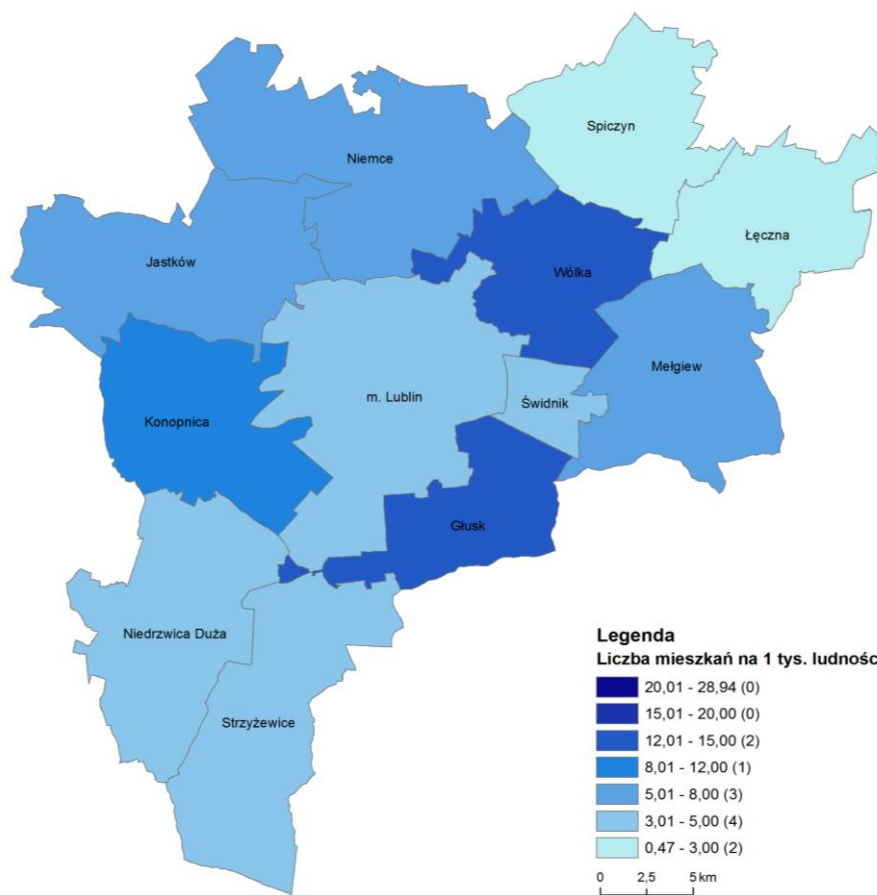 Spiczyn
Niemce
Łęczna
Jastków
Wólka
Mełgiew
m. Lublin
Świdnik
Konopnica
Głusk
Niedrzwica Duża
Strzyżewice
Legenda
Liczba mieszkań na 1 tys. ludnośc
20,01 - 28,94 (0)
15,01 - 20,00 (0)
12,01 - 15,00 (2)
8,01 - 12,00 (1)
5,01 - 8,00 (3)
3,01 - 5,00 (4)
0,47 - 3,00 (2)
0 2,5 5 km